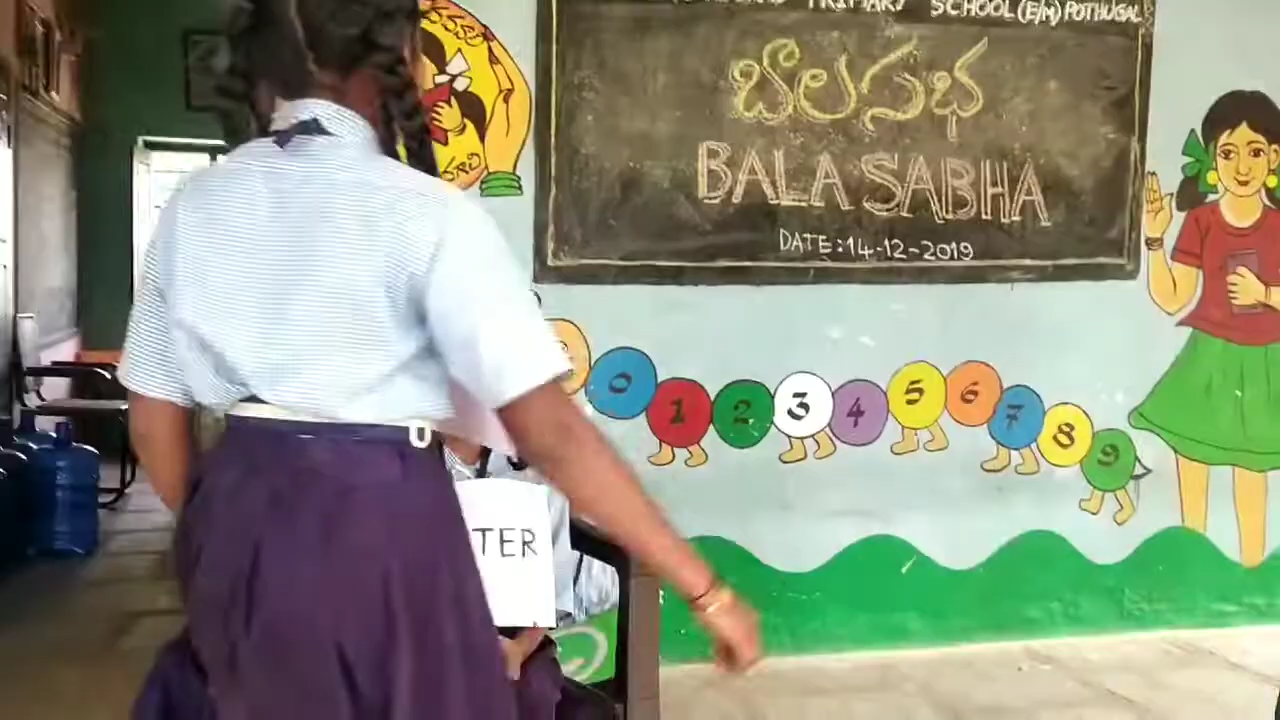 PRIMARY SCHOOL (E/M) POTHUGAL
బాలసభ
BALA SABHA
DATE:14-12-2019
0 1 2 3 4 5 6 7 8 9
TER